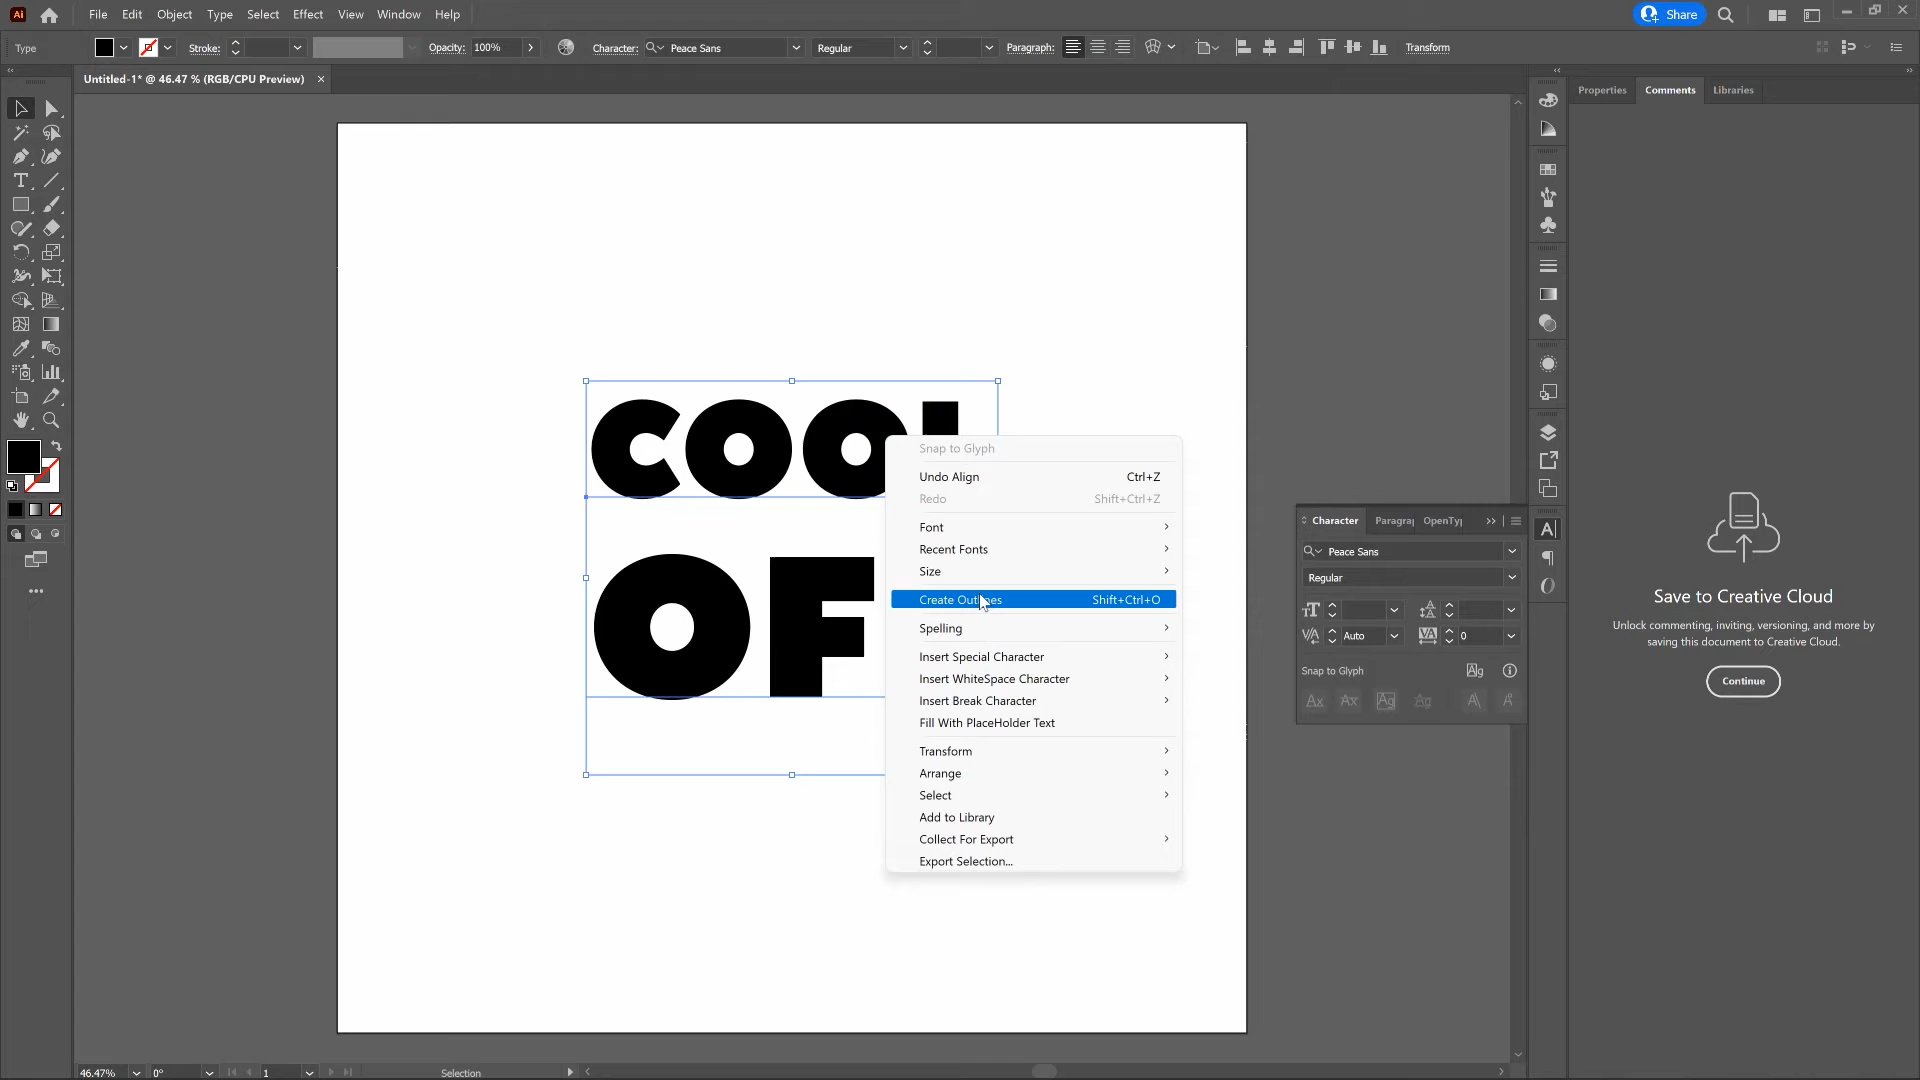 Ai File Edit Object Type Select Effect View Window Help Share
Type Stroke: Opacity: 100% Character: Peace Sans Regular Paragraph: Transform
Untitled-1* @ 46.47 % (RGB/CPU Preview) ×
Properties Comments Libraries
COOL
Snap to Glyph
Undo Align Ctrl+Z
Redo Shift+Ctrl+Z
Font
Recent Fonts
Size
Create Outlines Shift+Ctrl+O
Spelling
Insert Special Character
Insert WhiteSpace Character
Insert Break Character
Fill With PlaceHolder Text
Transform
Arrange
Select
Add to Library
Collect For Export
Export Selection...
OF
Character Paragraph OpenTy
Peace Sans
Regular
Auto 0
Snap to Glyph
Save to Creative Cloud
Unlock commenting, inviting, versioning, and more by
saving this document to Creative Cloud.
Continue
46.47% 0° 1 Selection